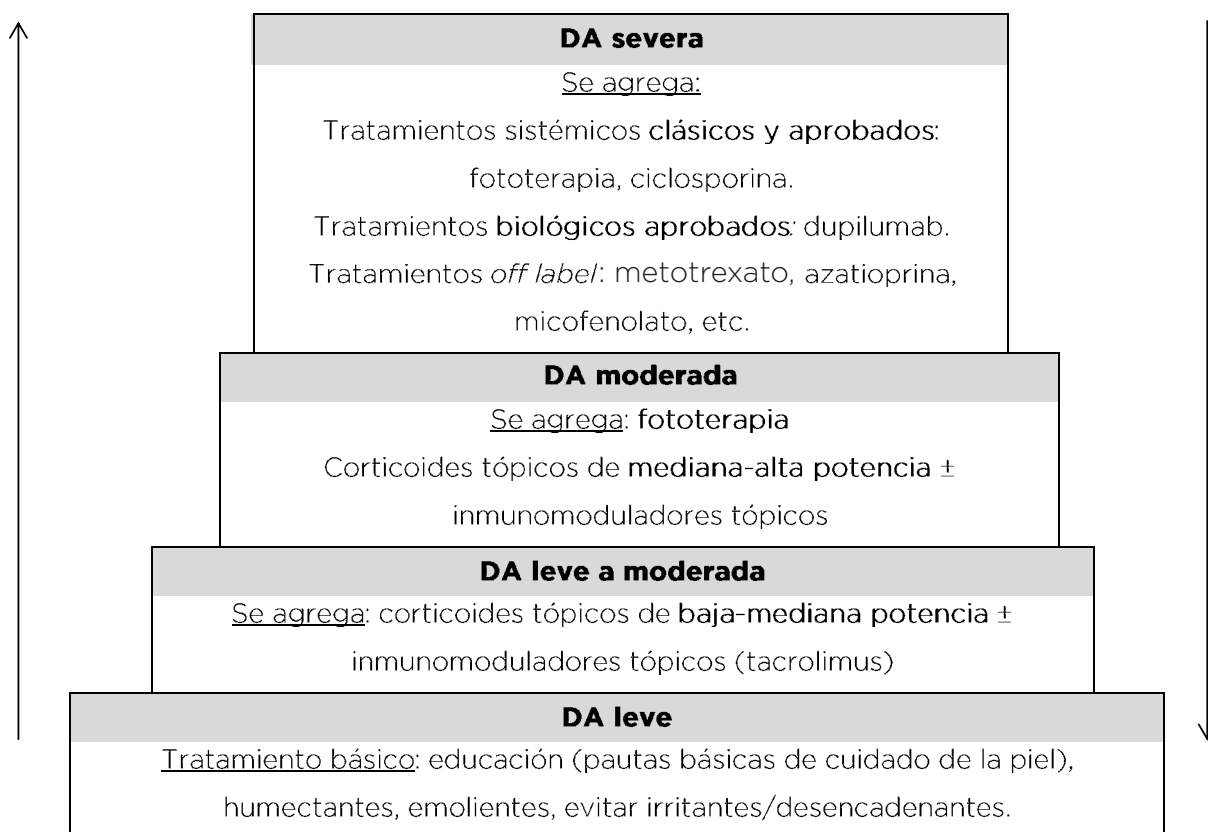 DA severa
Se agrega:
Tratamientos sistémicos clásicos y aprobados:
fototerapia, ciclosporina.
Tratamientos biológicos aprobados: dupilumab.
Tratamientos off label: metotrexato, azatioprina,
micofenolato, etc.
DA moderada
Se agrega: fototerapia
Corticoides tópicos de mediana-alta potencia ±
inmunomoduladores tópicos
DA leve a moderada
Se agrega: corticoides tópicos de baja-mediana potencia ±
inmunomoduladores tópicos (tacrolimus)
DA leve
Tratamiento básico: educación (pautas básicas de cuidado de la piel),
humectantes, emolientes, evitar irritantes/desencadenantes.